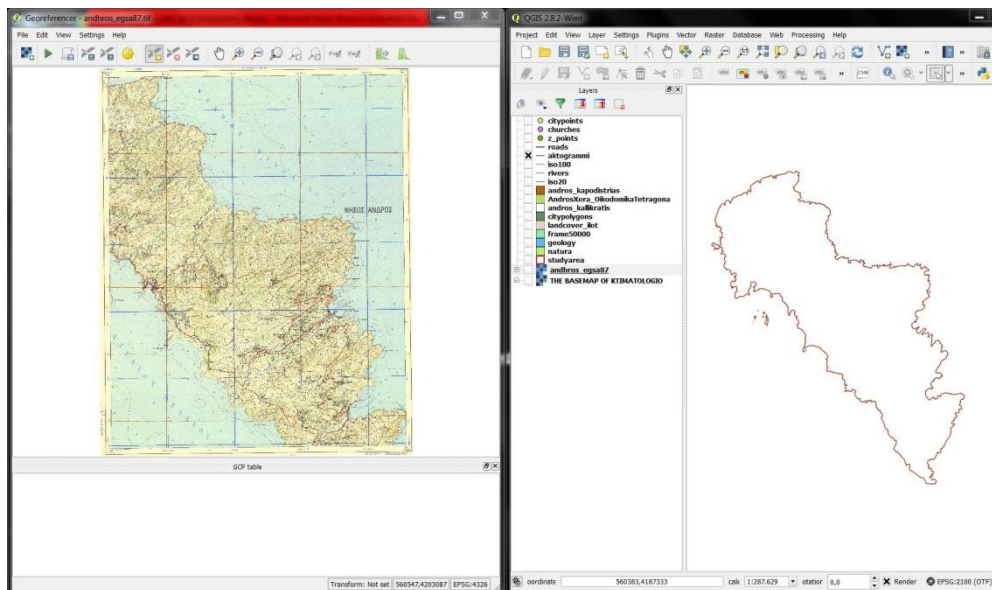 Georeferencer - andhros_egsa87.tif
File Edit View Settings Help
ΝΗΣΟΣ ΑΝΔΡΟΣ
GCP table
Transform: Not set 568547,4203087 EPSG:4326
QGIS 2.8.2-Wien
Project Edit View Layer Settings Plugins Vector Raster Database Web Processing Help
Layers
citypoints
churches
z_points
roads
aktogrammi
iso100
rivers
iso20
andros_kapodistrias
AndrosXora_OikodomikaTetragona
andros_kallikratis
citypolygons
landcover_ilot
frame50000
geology
natura
studyarea
andhros_egsa87
THE BASEMAP OF KTIMATOLOGIO
oordinate 560383,4187333 cale 1:287.629 otatior 0,0 Render EPSG:2100 (OTF)